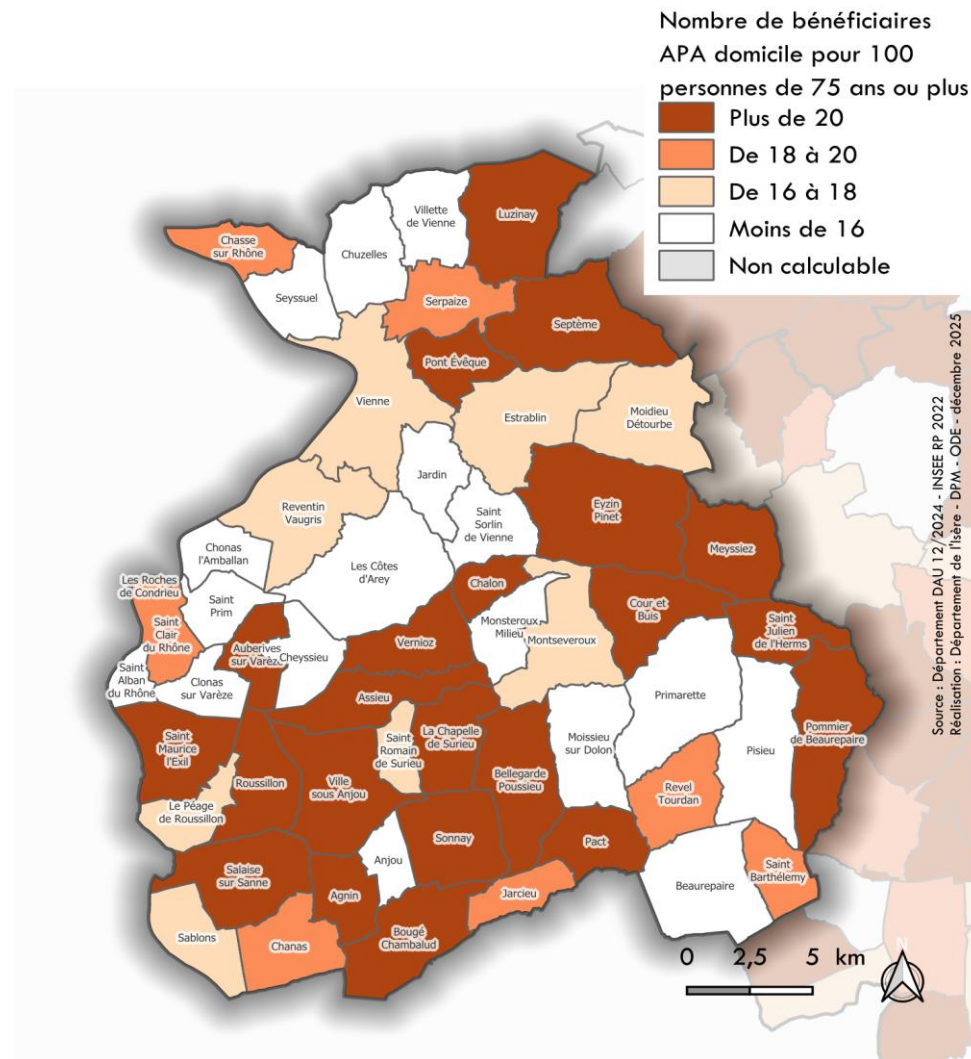 Nombre de bénéficiaires
APA domicile pour 100
personnes de 75 ans ou plus
Plus de 20
De 18 à 20
De 16 à 18
Moins de 16
Non calculable
Luzinay
Villette
de Vienne
Chuzelles
Chasse
sur Rhône
Seyssuel
Serpaize
Septème
Pont Évêque
Vienne
Estrablin
Moidieu
Détourbe
Jardin
Reventin
Vaugris
Saint
Sorlin
de Vienne
Eyzin
Pinet
Meyssiez
Chonas
l'Amballan
Les Côtes
d'Arey
Les Roches
de Condrieu
Saint
Prim
Chalon
Cour et
Buis
Saint
Julien
de l'Herms
Saint
Clair
du Rhône
Monsteroux
Milieu
Montseveroux
Auberives
sur Varèze
Cheyssieu
Vernioz
Saint
Alban
du Rhône
Clonas
sur Varèze
Assieu
Primarette
Pommier
de Beaurepaire
Saint
Maurice
l'Exil
Saint
Romain
de Surieu
La Chapelle
de Surieu
Moissieu
sur Dolon
Pisieu
Roussillon
Ville
sous Anjou
Bellegarde
Poussieu
Revel
Tourdan
Le Péage
de Roussillon
Sonnay
Pact
Anjou
Salaise
sur Sanne
Agnin
Jarcieu
Beaurepaire
Saint
Barthélemy
Sablons
Chanas
Bougé
Chambalud
0 2,5 5 km
N
Source : Département DAU 12/2024 - INSEE RP 2022
Réalisation : Département de l'Isère - DPM - ODE - décembre 2025